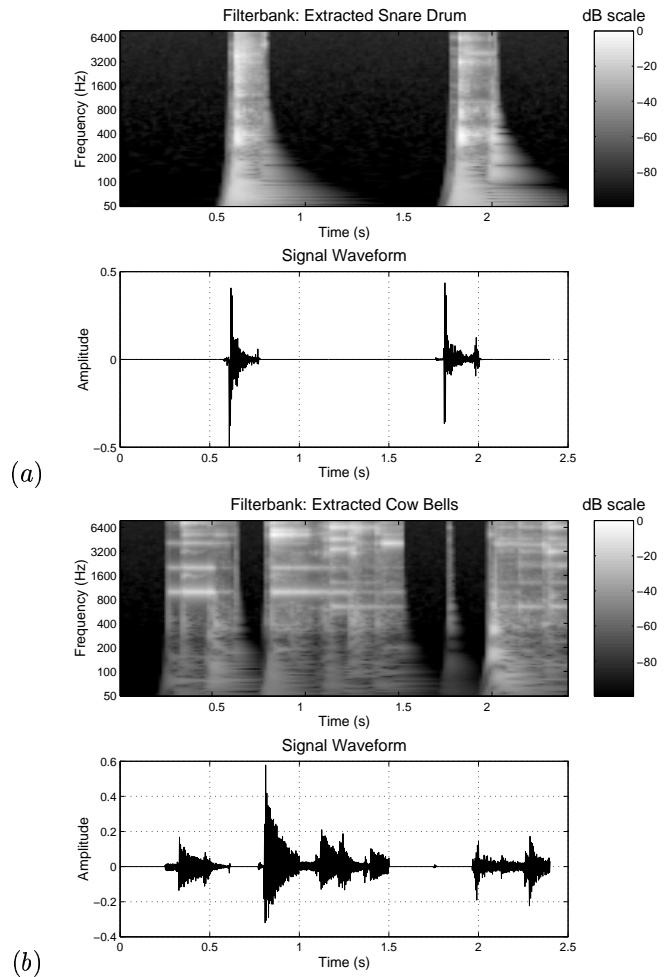 Filterbank: Extracted Snare Drum
dB scale
Frequency (Hz)
6400
3200
1600
800
400
200
100
50
0 0.5 1 1.5 2
Time (s)
0
−20
−40
−60
−80
Signal Waveform
Amplitude
0.5
0
−0.5
0 0.5 1 1.5 2 2.5
Time (s)
(a)
Filterbank: Extracted Cow Bells
dB scale
Frequency (Hz)
6400
3200
1600
800
400
200
100
50
0 0.5 1 1.5 2
Time (s)
0
−20
−40
−60
−80
Signal Waveform
Amplitude
0.6
0.4
0.2
0
−0.2
−0.4
0 0.5 1 1.5 2 2.5
Time (s)
(b)